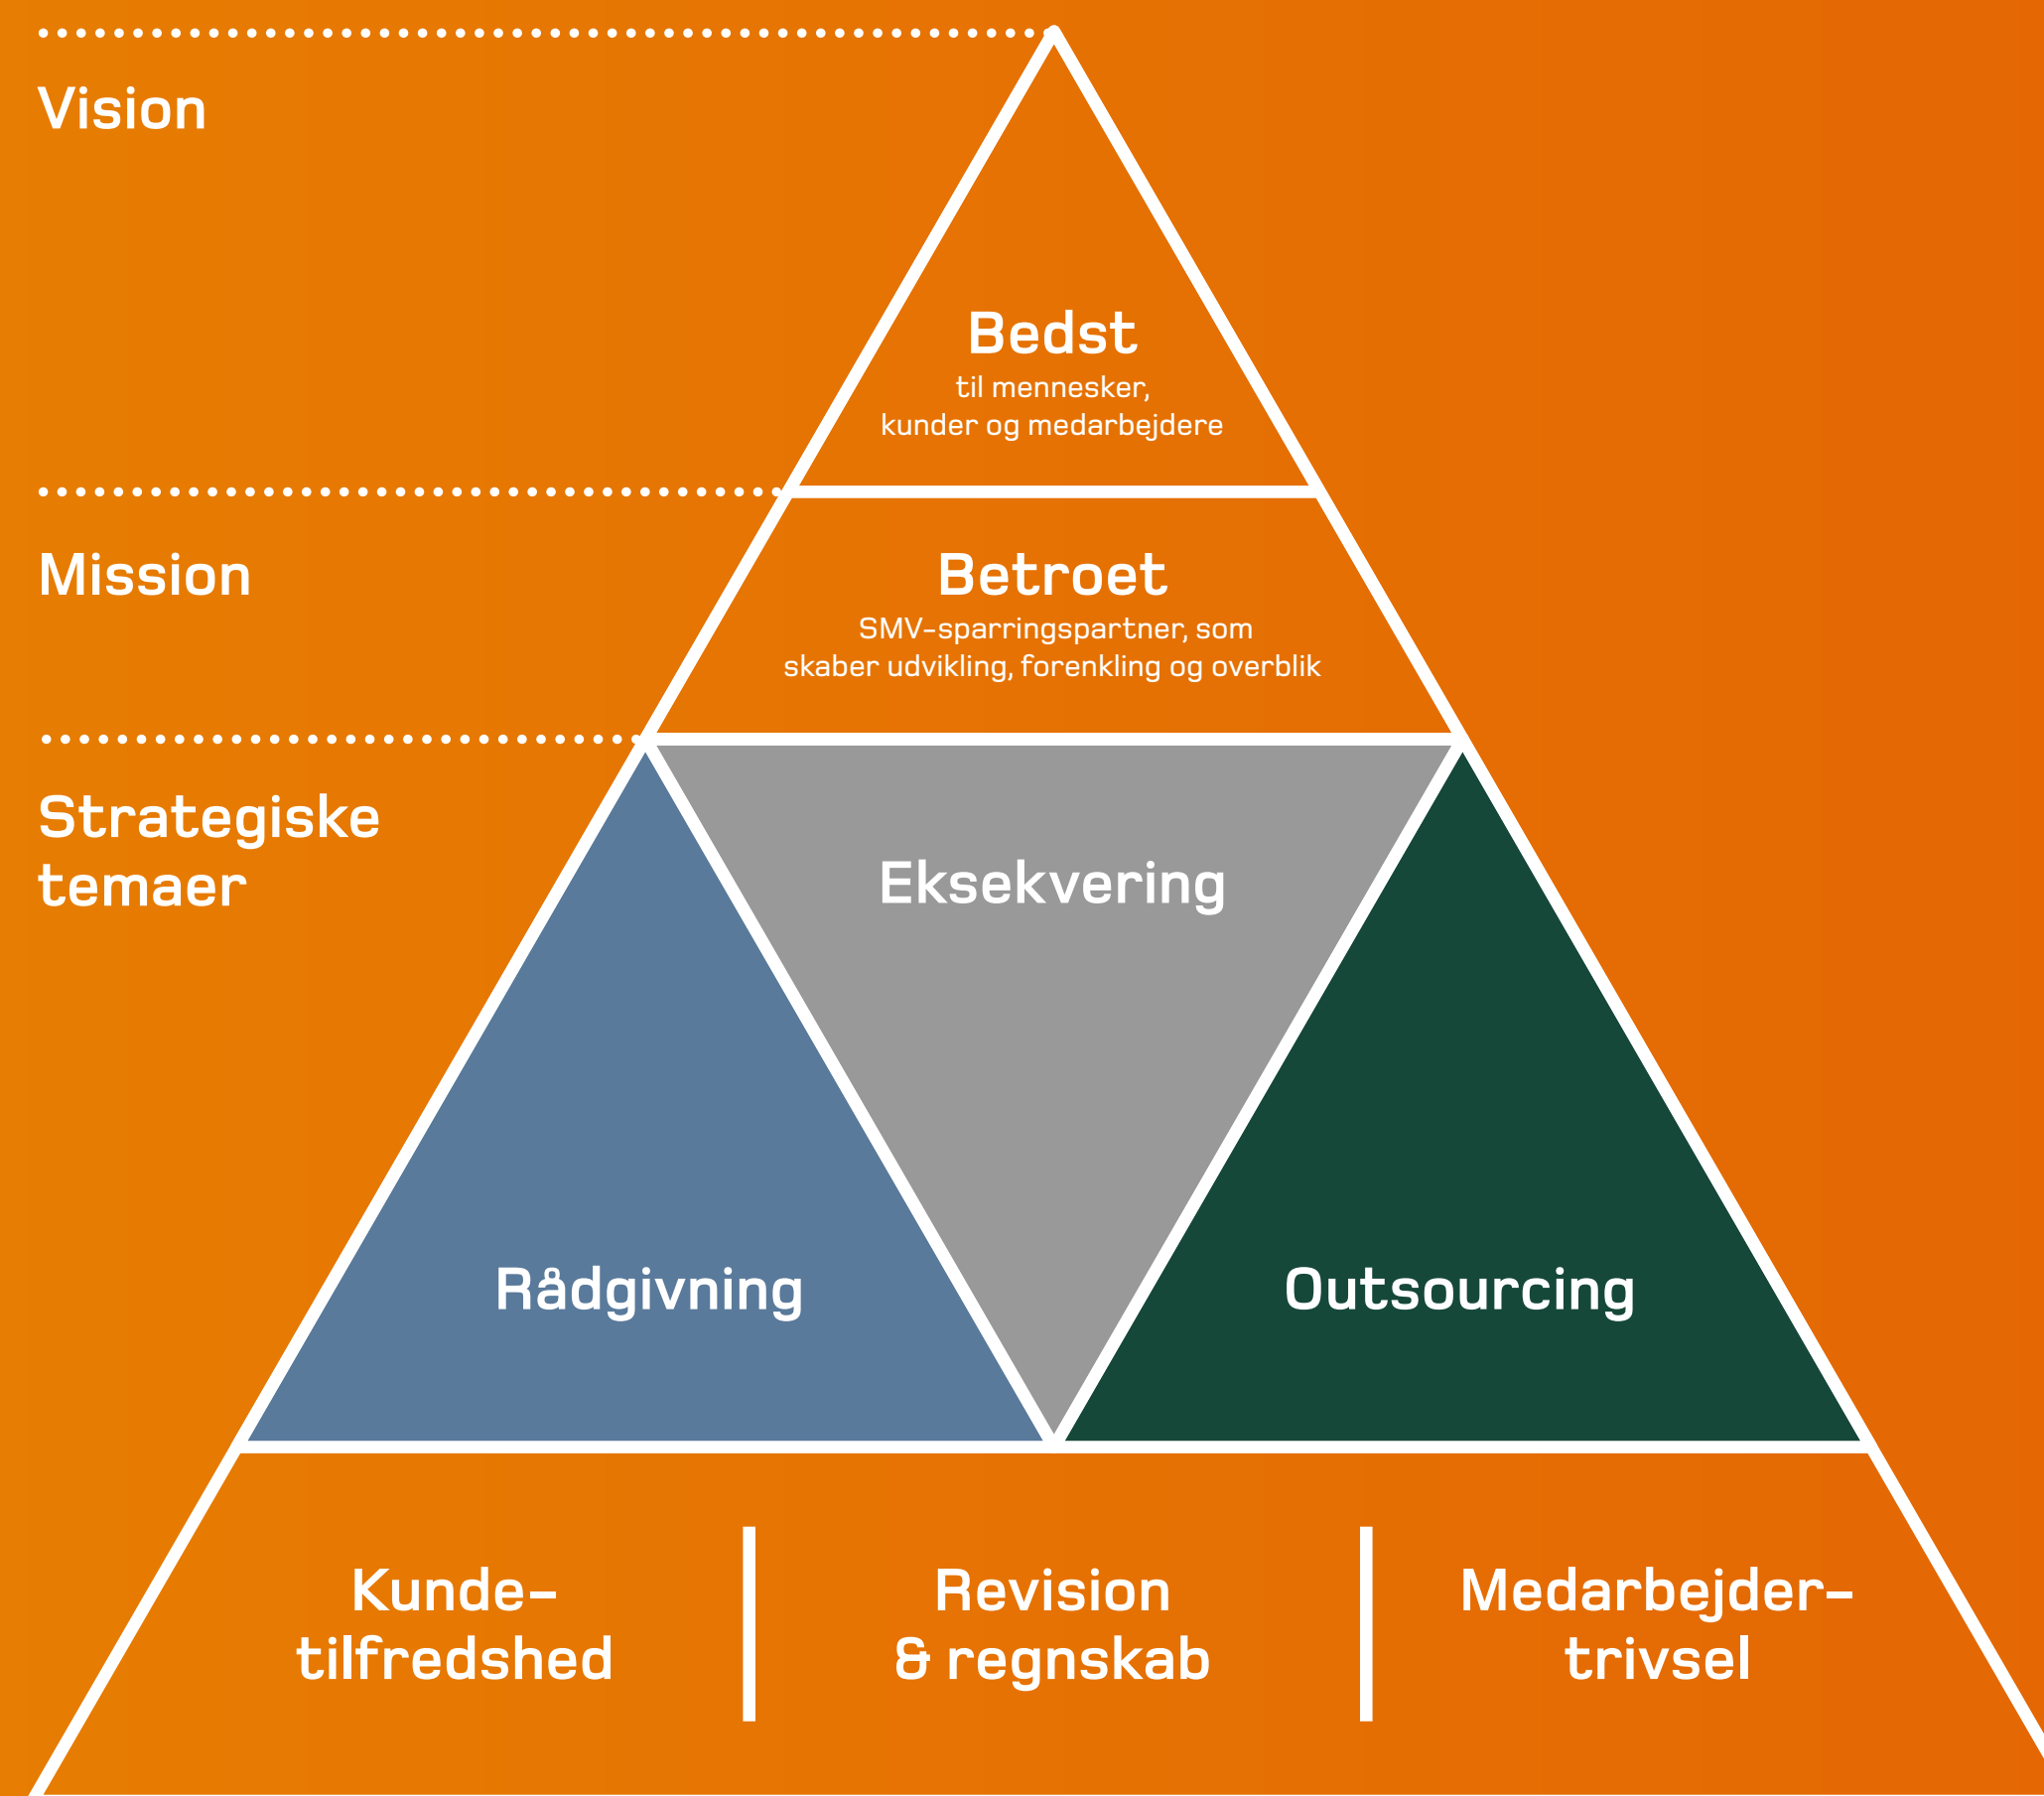 Vision
Bedst
til mennesker,
kunder og medarbejdere
Mission
Betroet
SMV-sparringspartner, som
skaber udvikling, forenkling og overblik
Strategiske
temaer
Eksekvering
Rådgivning
Outsourcing
Kunde-
tilfredshed
Revision
& regnskab
Medarbejder-
trivsel